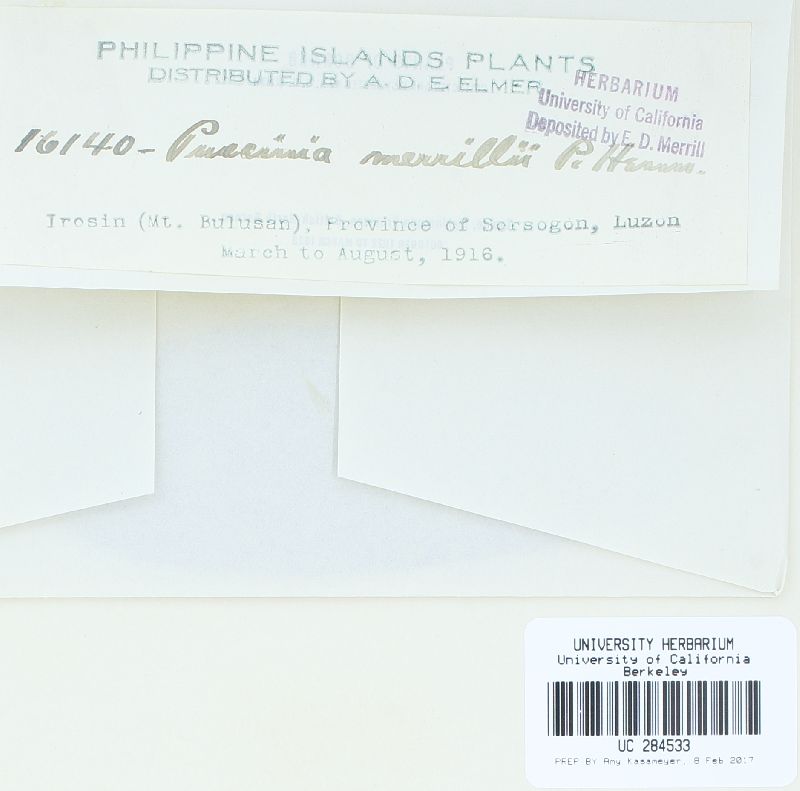 PHILIPPINE ISLANDS PLANTS
DISTRIBUTED BY A. D. E. ELMER
HERBARIUM
University of California
Deposited by E. D. Merrill
16140 - Puccinia merrillii P. Henn.
Irosin (Mt. Bulusan), Province of Sorsogon, Luzon
March to August, 1916.
UNIVERSITY HERBARIUM
University of California
Berkeley
UC 284533
PREP BY Amy Kasameyer, 8 Feb 2017